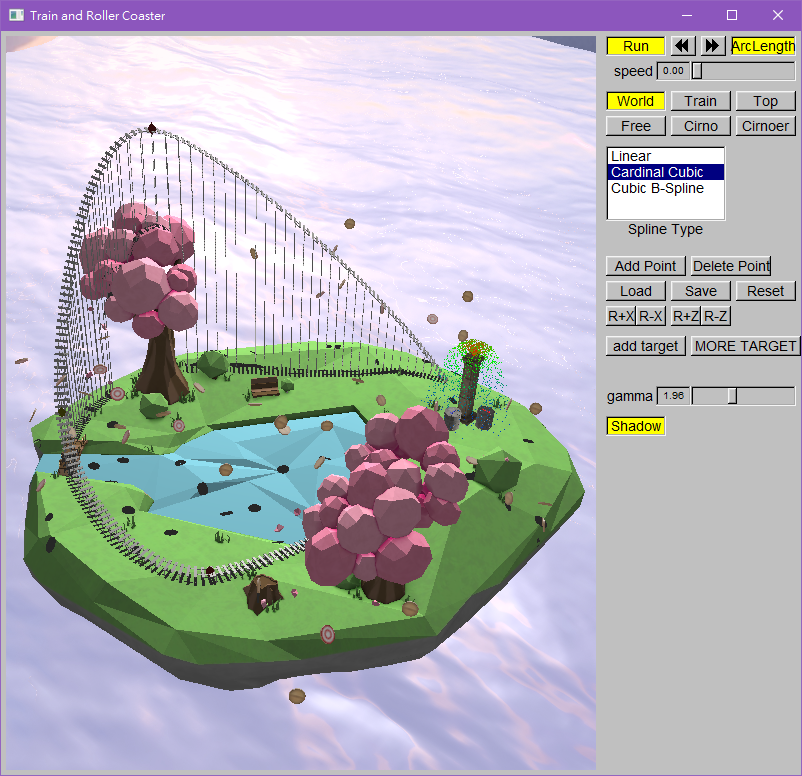 Train and Roller Coaster
Run ArcLength
speed 0.00
World Train Top
Free Cirno Cirnoer
Linear
Cardinal Cubic
Cubic B-Spline
Spline Type
Add Point Delete Point
Load Save Reset
R+X R-X R+Z R-Z
add target MORE TARGET
gamma 1.96
Shadow